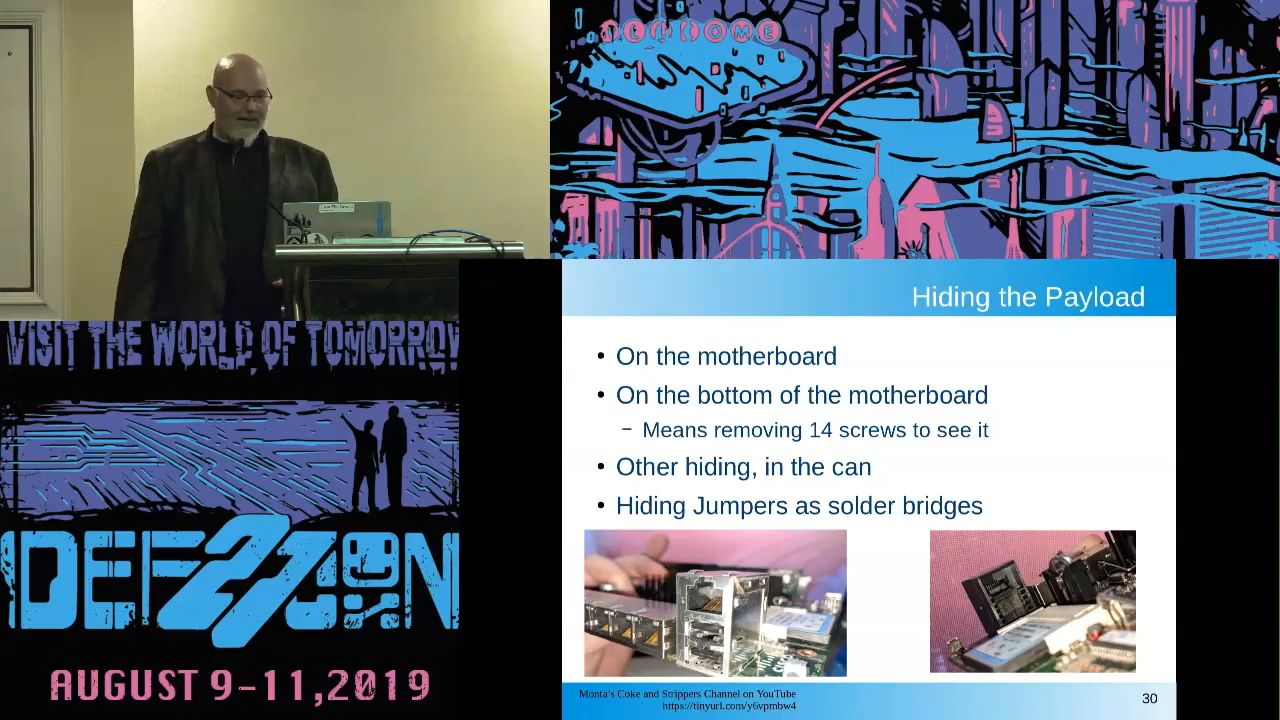 WELCOME
Hiding the Payload
• On the motherboard
• On the bottom of the motherboard
– Means removing 14 screws to see it
• Other hiding, in the can
• Hiding Jumpers as solder bridges
Monta's Coke and Strippers Channel on YouTube
https://tinyurl.com/y6vpmbw4
30
VISIT THE WORLD OF TOMORROW
DEF CON
27
AUGUST 9-11,2019